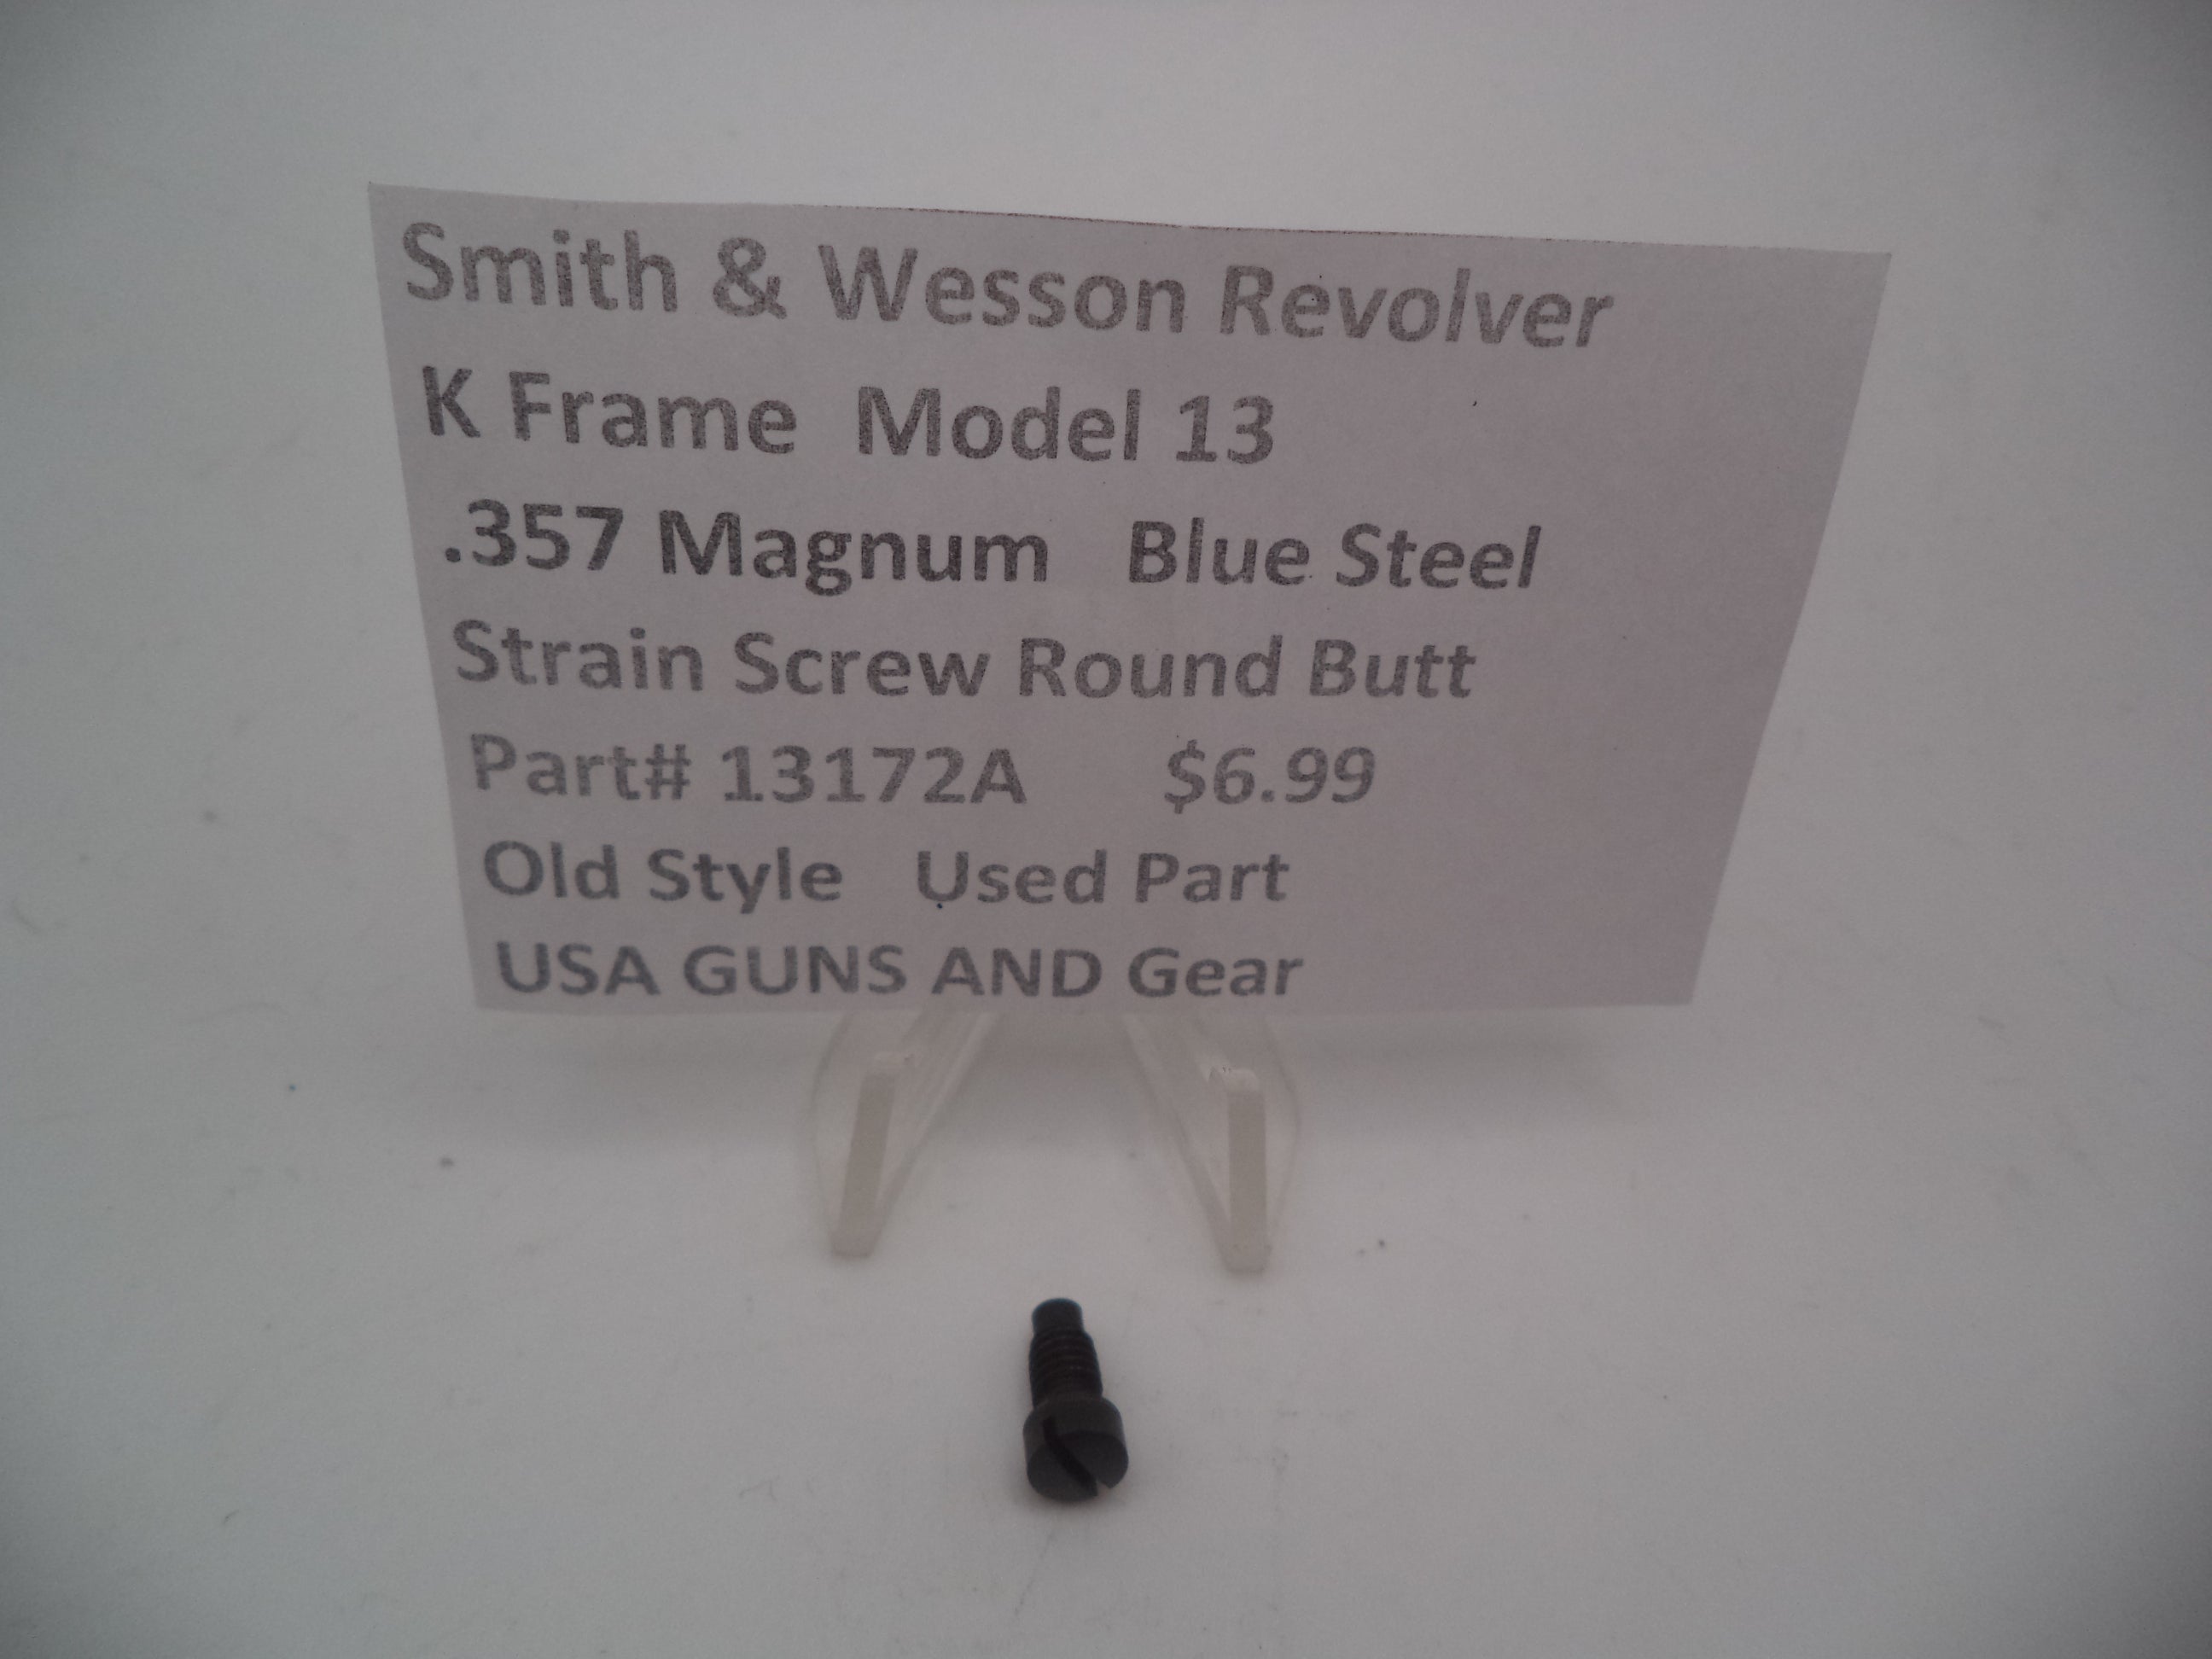 Smith & Wesson Revolver
K Frame Model 13
.357 Magnum Blue Steel
Strain Screw Round Butt
Part# 13172A $6.99
Old Style Used Part
USA GUNS AND Gear